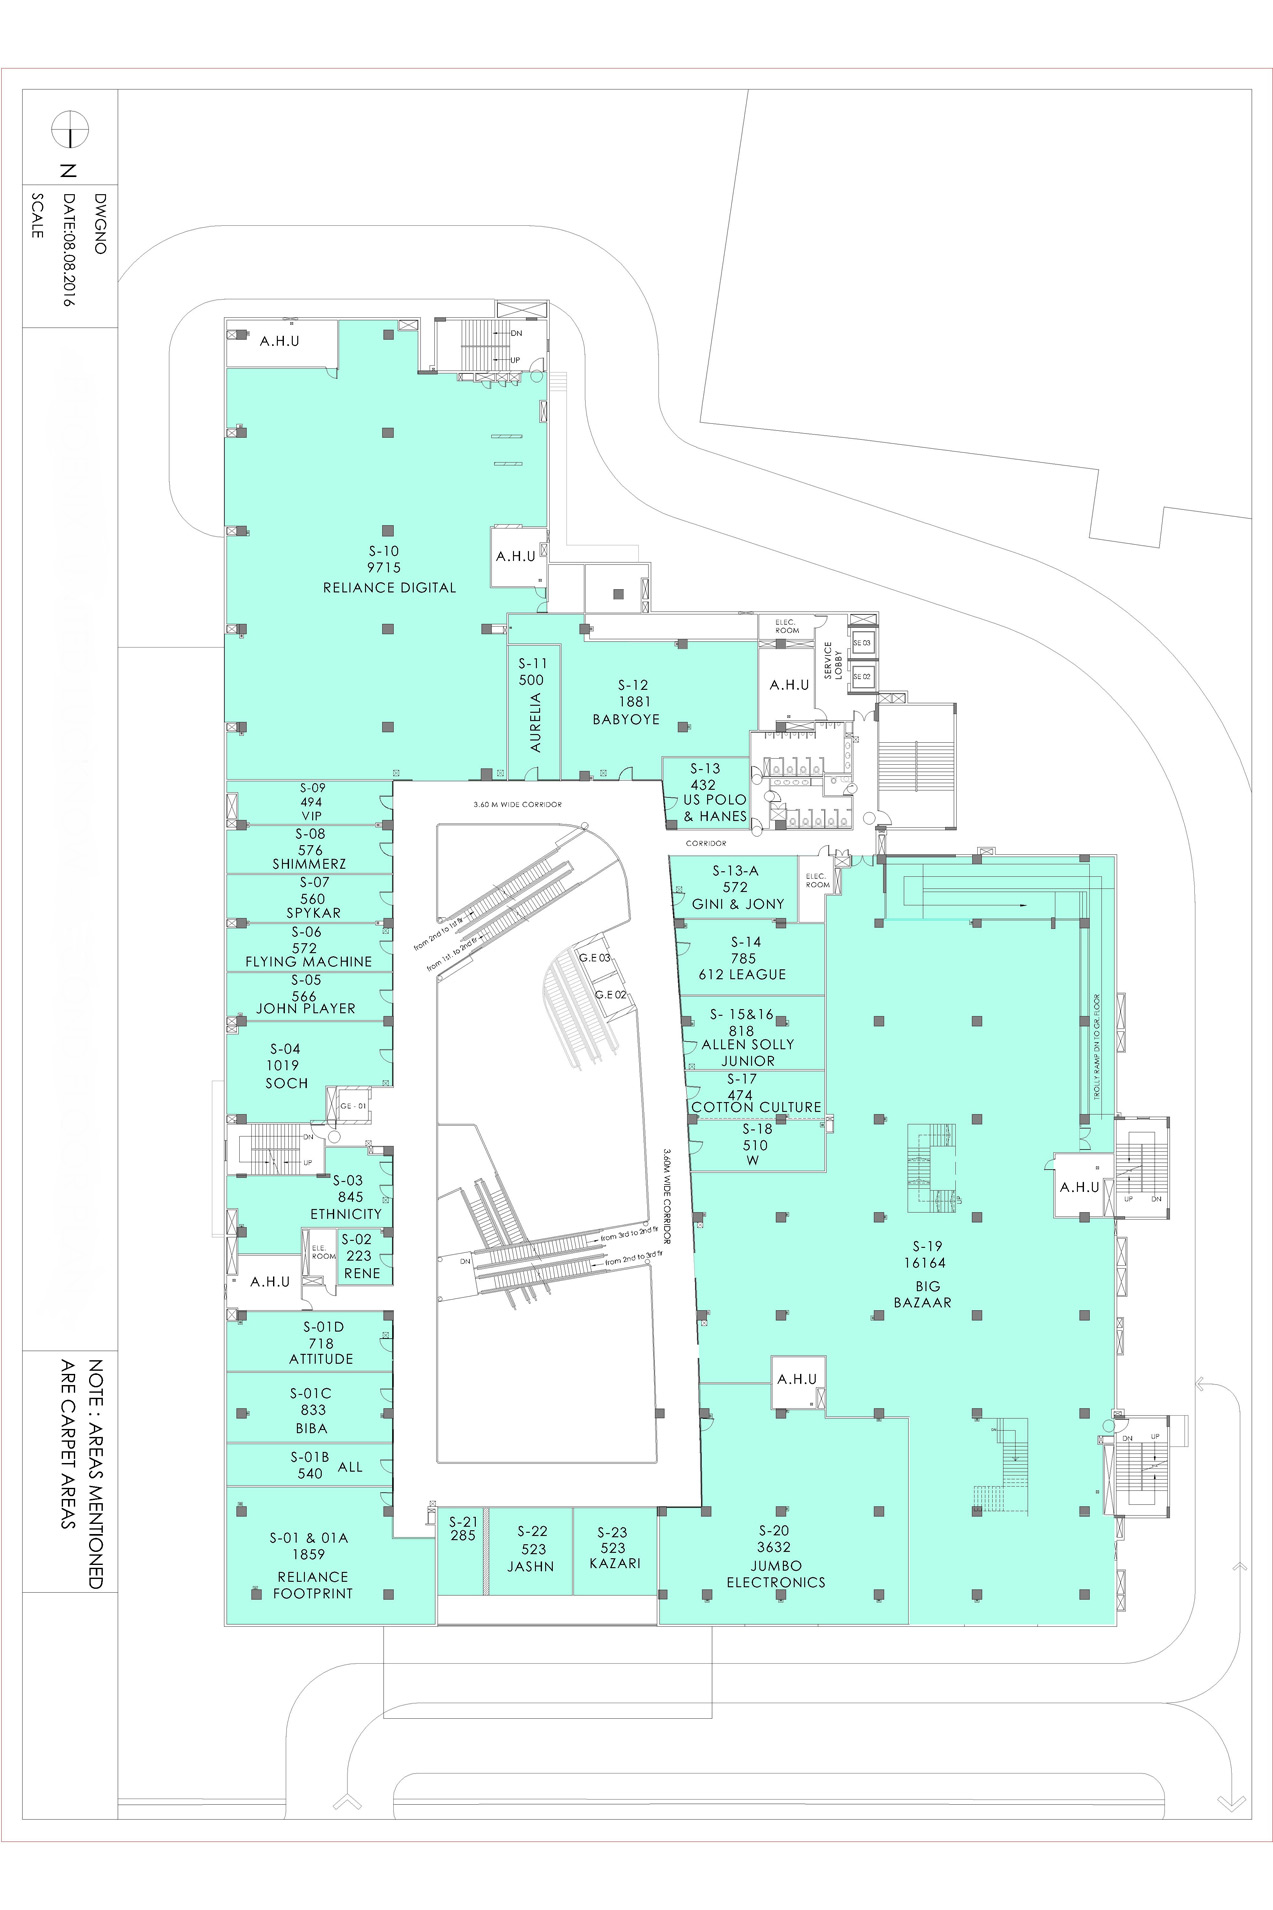 N
DWGNO
DATE:08.08.2016
SCALE
NOTE : AREAS MENTIONED
ARE CARPET AREAS
A.H.U
DN
UP
S-10
9715
RELIANCE DIGITAL
A.H.U
S-11
500
AURELIA
S-12
1881
BABYOYE
ELEC.
ROOM
SERVICE
LOBBY
SE 03
SE 02
A.H.U
S-13
432
US POLO
& HANES
3.60 M WIDE CORRIDOR
CORRIDOR
S-09
494
VIP
S-08
576
SHIMMERZ
S-07
560
SPYKAR
S-06
572
FLYING MACHINE
S-05
566
JOHN PLAYER
S-04
1019
SOCH
GE - 01
DN
UP
S-03
845
ETHNICITY
S-02
223
RENE
ELE.
ROOM
A.H.U
S-01D
718
ATTITUDE
S-01C
833
BIBA
S-01B
540
ALL
S-01 & 01A
1859
RELIANCE
FOOTPRINT
from 2nd to 1st flr
from 1st. to 2nd flr
G.E 03
G.E 02
from 3rd to 2nd flr
from 2nd to 3rd flr
DN
3.60M WIDE CORRIDOR
S-13-A
572
GINI & JONY
ELEC.
ROOM
S-14
785
612 LEAGUE
S- 15&16
818
ALLEN SOLLY
JUNIOR
S-17
474
COTTON CULTURE
S-18
510
W
TROLLY RAMP DN TO GR.FLOOR
UP
A.H.U
UP
DN
S-19
16164
BIG
BAZAAR
A.H.U
DN
UP
S-21
285
S-22
523
JASHN
S-23
523
KAZARI
S-20
3632
JUMBO
ELECTRONICS